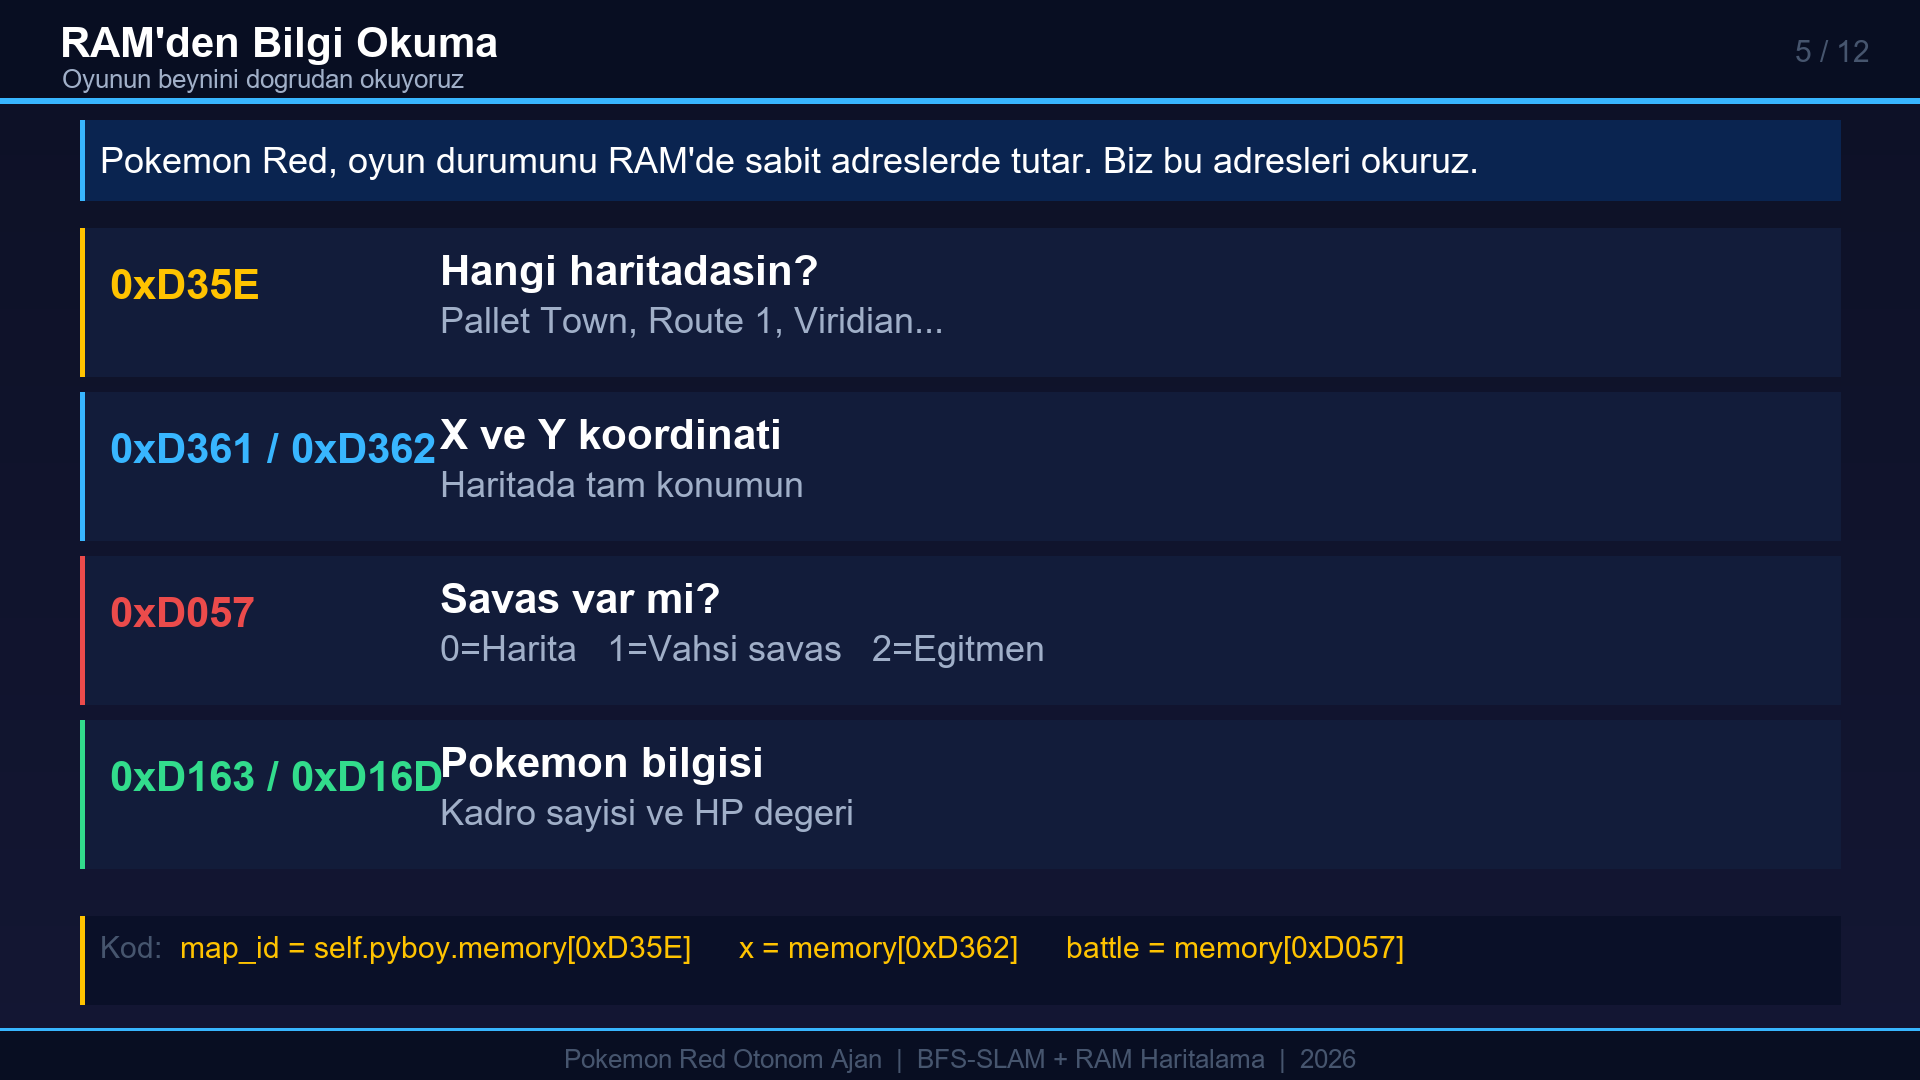 RAM'den Bilgi Okuma
Oyunun beynini dogrudan okuyoruz
5 / 12
Pokemon Red, oyun durumunu RAM'de sabit adreslerde tutar. Biz bu adresleri okuruz.
0xD35E
Hangi haritadasin?
Pallet Town, Route 1, Viridian...
0xD361 / 0xD362
X ve Y koordinati
Haritada tam konumun
0xD057
Savas var mi?
0=Harita 1=Vahsi savas 2=Egitmen
0xD163 / 0xD16D
Pokemon bilgisi
Kadro sayisi ve HP degeri
Kod: map_id = self.pyboy.memory[0xD35E] x = memory[0xD362] battle = memory[0xD057]
Pokemon Red Otonom Ajan | BFS-SLAM + RAM Haritalama | 2026